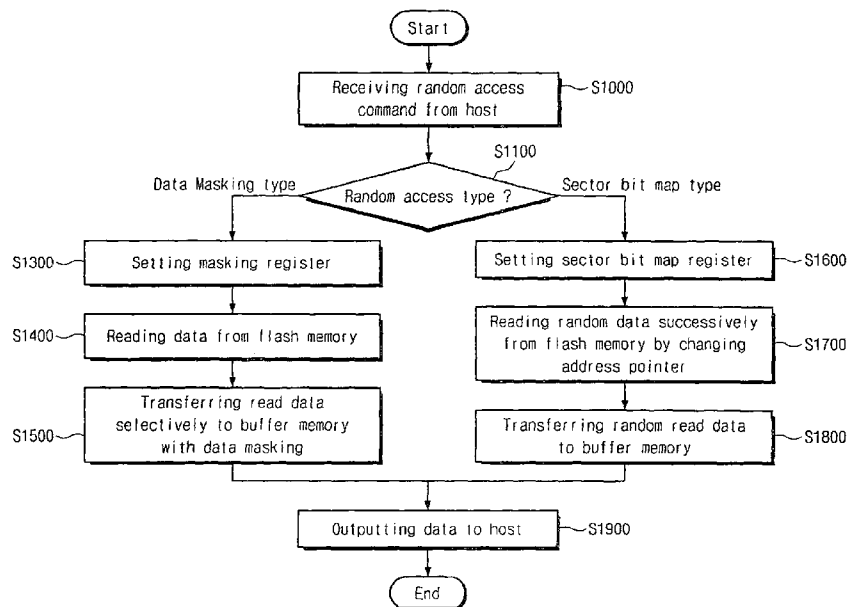 Start
Receiving random access
command from host
S1000
S1100
Data Masking type
Random access type ?
Sector bit map type
S1300
Setting masking register
Setting sector bit map register
S1600
S1400
Reading data from flash memory
Reading random data successively
from flash memory by changing
address pointer
S1700
S1500
Transferring read data
selectively to buffer memory
with data masking
Transferring random read data
to buffer memory
S1800
Outputting data to host
S1900
End